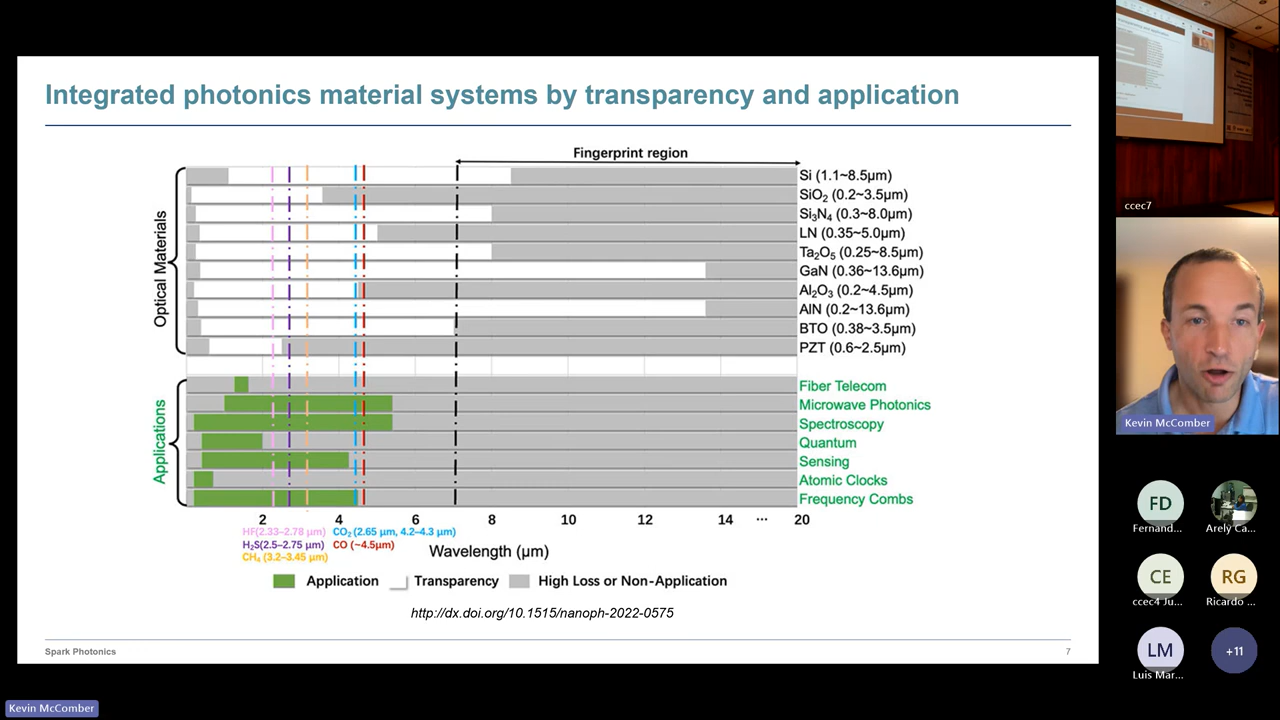 Integrated photonics material systems by transparency and application
Fingerprint region
Optical Materials
Si (1.1~8.5μm)
SiO₂ (0.2~3.5μm)
Si₃N₄ (0.3~8.0μm)
LN (0.35~5.0μm)
Ta₂O₅ (0.25~8.5μm)
GaN (0.36~13.6μm)
Al₂O₃ (0.2~4.5μm)
AlN (0.2~13.6μm)
BTO (0.38~3.5μm)
PZT (0.6~2.5μm)
Applications
Fiber Telecom
Microwave Photonics
Spectroscopy
Quantum
Sensing
Atomic Clocks
Frequency Combs
2 4 6 8 10 12 14 ··· 20
HF(2.33–2.78 μm) CO₂ (2.65 μm, 4.2–4.3 μm)
H₂S(2.5–2.75 μm) CO (~4.5μm)
CH₄ (3.2–3.45 μm)
Wavelength (μm)
Application Transparency High Loss or Non-Application
http://dx.doi.org/10.1515/nanoph-2022-0575
Spark Photonics 7
Kevin McComber
ccec7
Kevin McComber
FD
Fernand...
Arely Ca...
CE RG
ccec4 Ju... Ricardo ...
LM +11
Luis Mar...